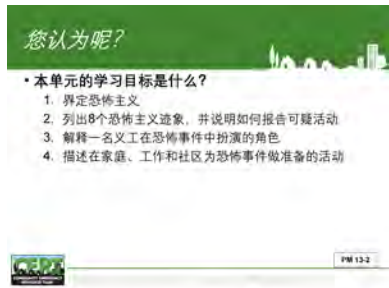 您认为呢?
• 本单元的学习目标是什么?
1. 界定恐怖主义
2. 列出8个恐怖主义迹象，并说明如何报告可疑活动
3. 解释一名义工在恐怖事件中扮演的角色
4. 描述在家庭、工作和社区为恐怖事件做准备的活动
PM 13-2
CERT